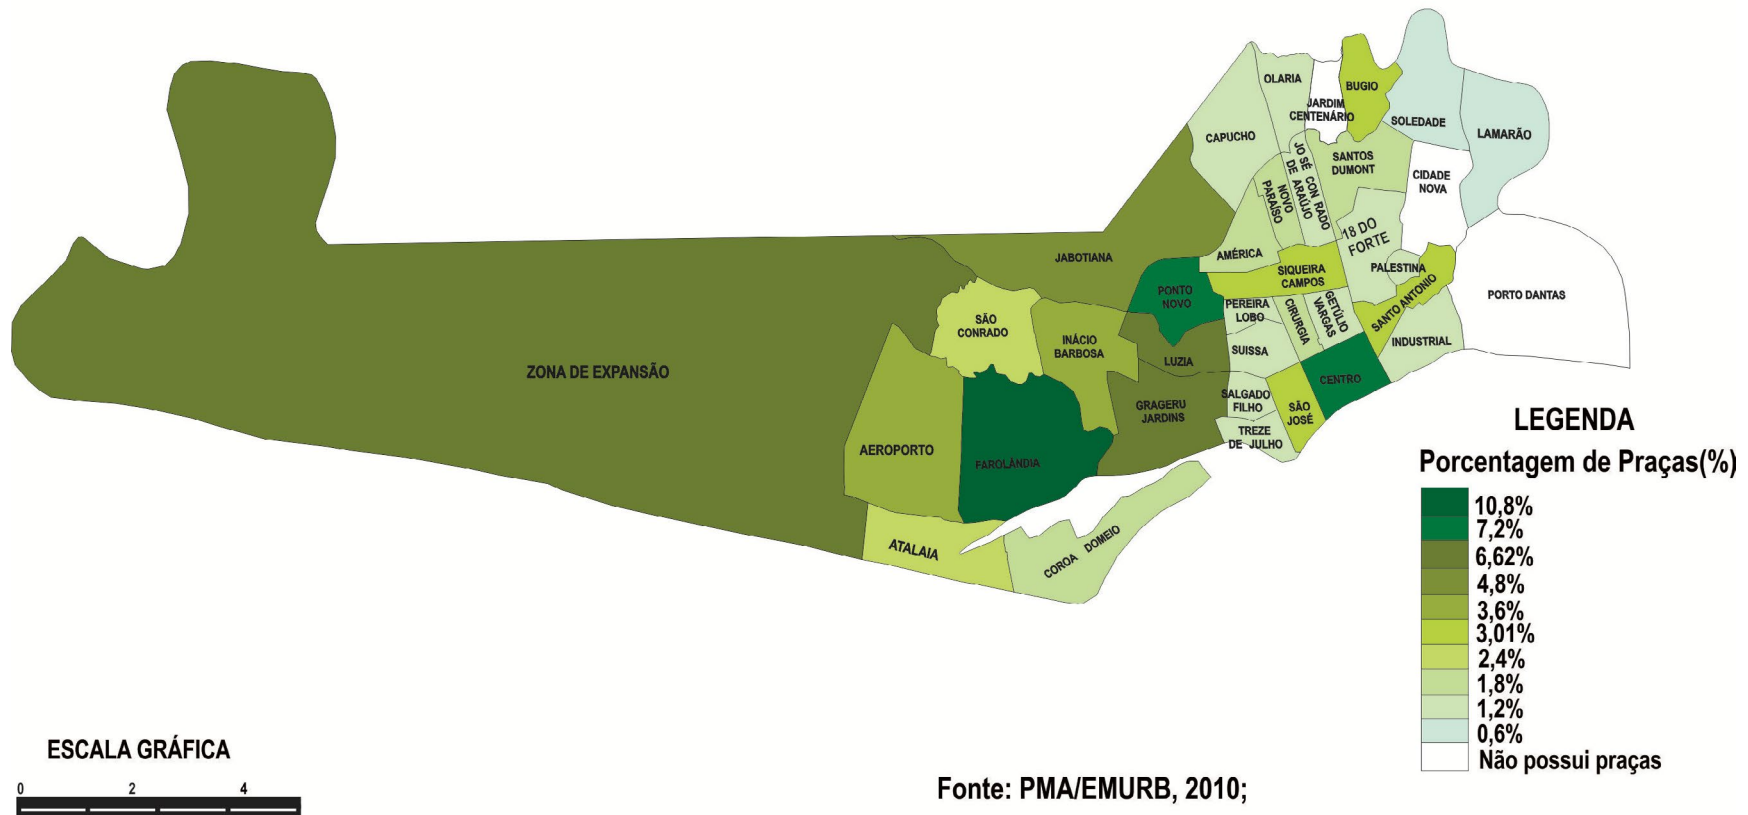 OLARIA
BUGIO
JARDIM
CENTENÁRIO
CAPUCHO
SOLEDADE
LAMARÃO
JO SÉ CON RADO
DE ARAÚJO
SANTOS
DUMONT
CIDADE
NOVA
NOVO
PARAÍSO
18 DO
FORTE
AMÉRICA
JABOTIANA
PALESTINA
SIQUEIRA
CAMPOS
PORTO DANTAS
PONTO
NOVO
SANTO ANTONIO
PEREIRA
LOBO
CIRURGIA
GETÚLIO
VARGAS
SÃO
CONRADO
INÁCIO
BARBOSA
INDUSTRIAL
SUISSA
LUZIA
ZONA DE EXPANSÃO
CENTRO
SALGADO
FILHO
GRAGERU
JARDINS
SÃO
JOSÉ
TREZE
DE JULHO
AEROPORTO
FAROLÂNDIA
ATALAIA
COROA DOMEIO
LEGENDA
Porcentagem de Praças(%)
10,8%
7,2%
6,62%
4,8%
3,6%
3,01%
2,4%
1,8%
1,2%
0,6%
Não possui praças
ESCALA GRÁFICA
0 2 4
Fonte: PMA/EMURB, 2010;